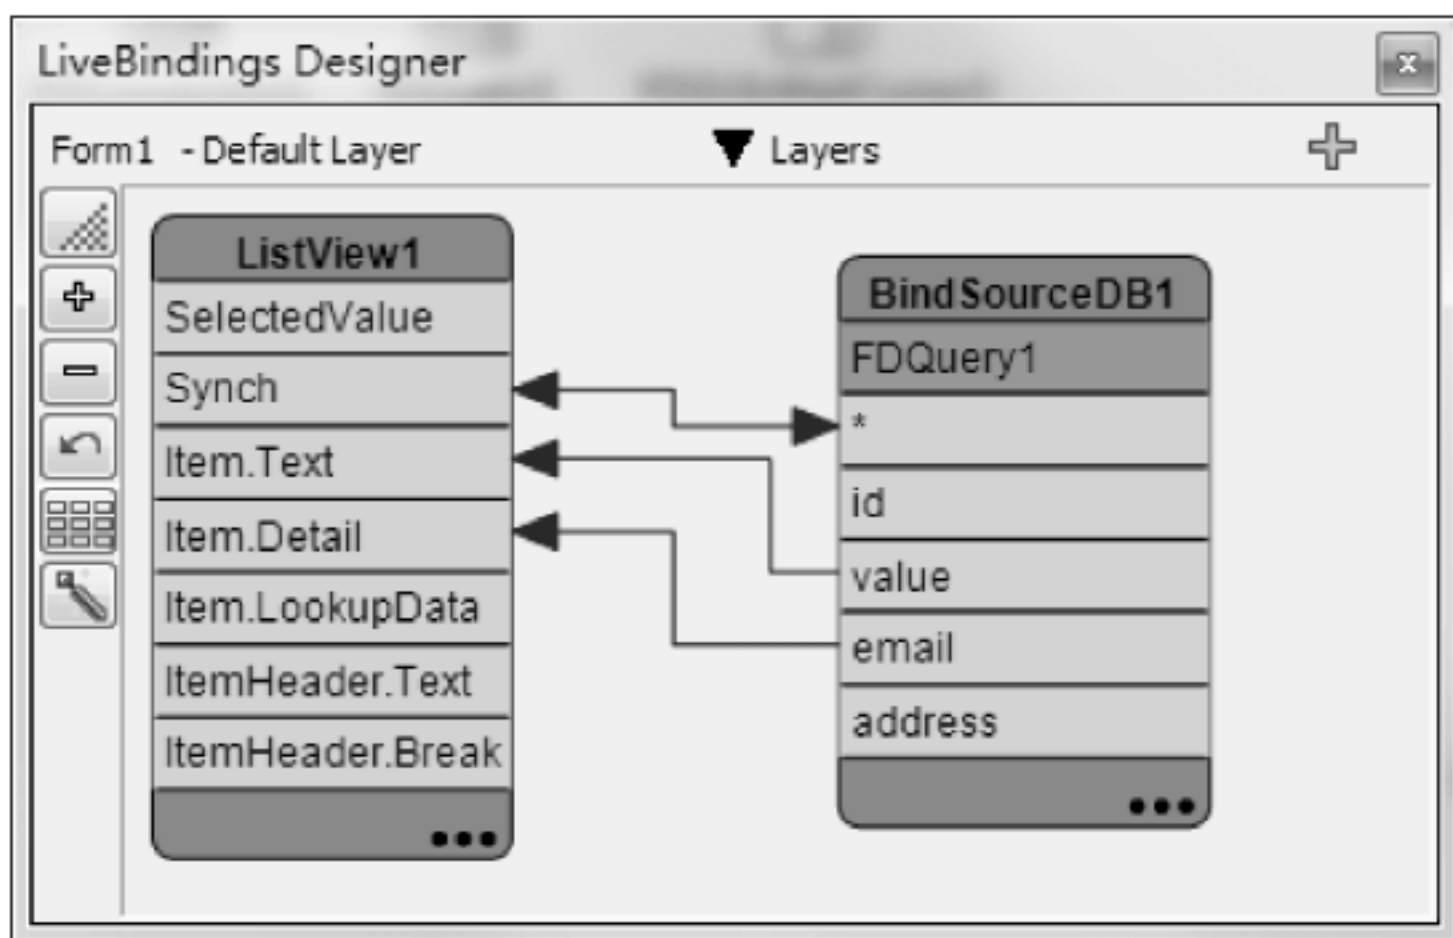 LiveBindings Designer
Form1 - Default Layer
Layers
ListView1
SelectedValue
Synch
Item.Text
Item.Detail
Item.LookupData
ItemHeader.Text
ItemHeader.Break
BindSourceDB1
FDQuery1
*
id
value
email
address